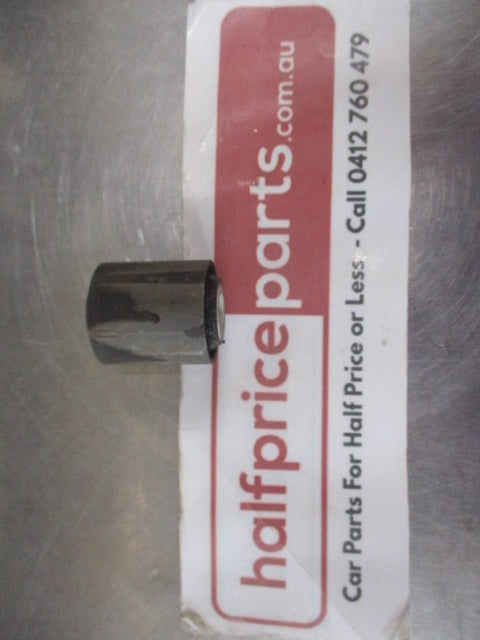 halfpriceparts.com.au
Car Parts For Half Price or Less. - Call 0412 760 479